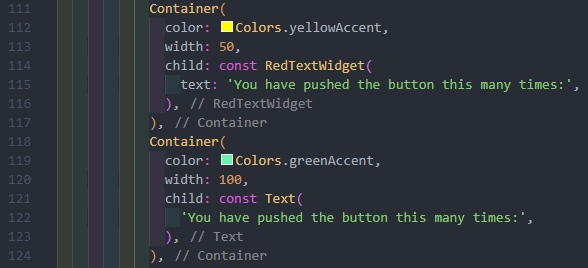 111 Container(
112 color: Colors.yellowAccent,
113 width: 50,
114 child: const RedTextWidget(
115 text: 'You have pushed the button this many times:',
116 ), // RedTextWidget
117 ), // Container
118 Container(
119 color: Colors.greenAccent,
120 width: 100,
121 child: const Text(
122 'You have pushed the button this many times:',
123 ), // Text
124 ), // Container